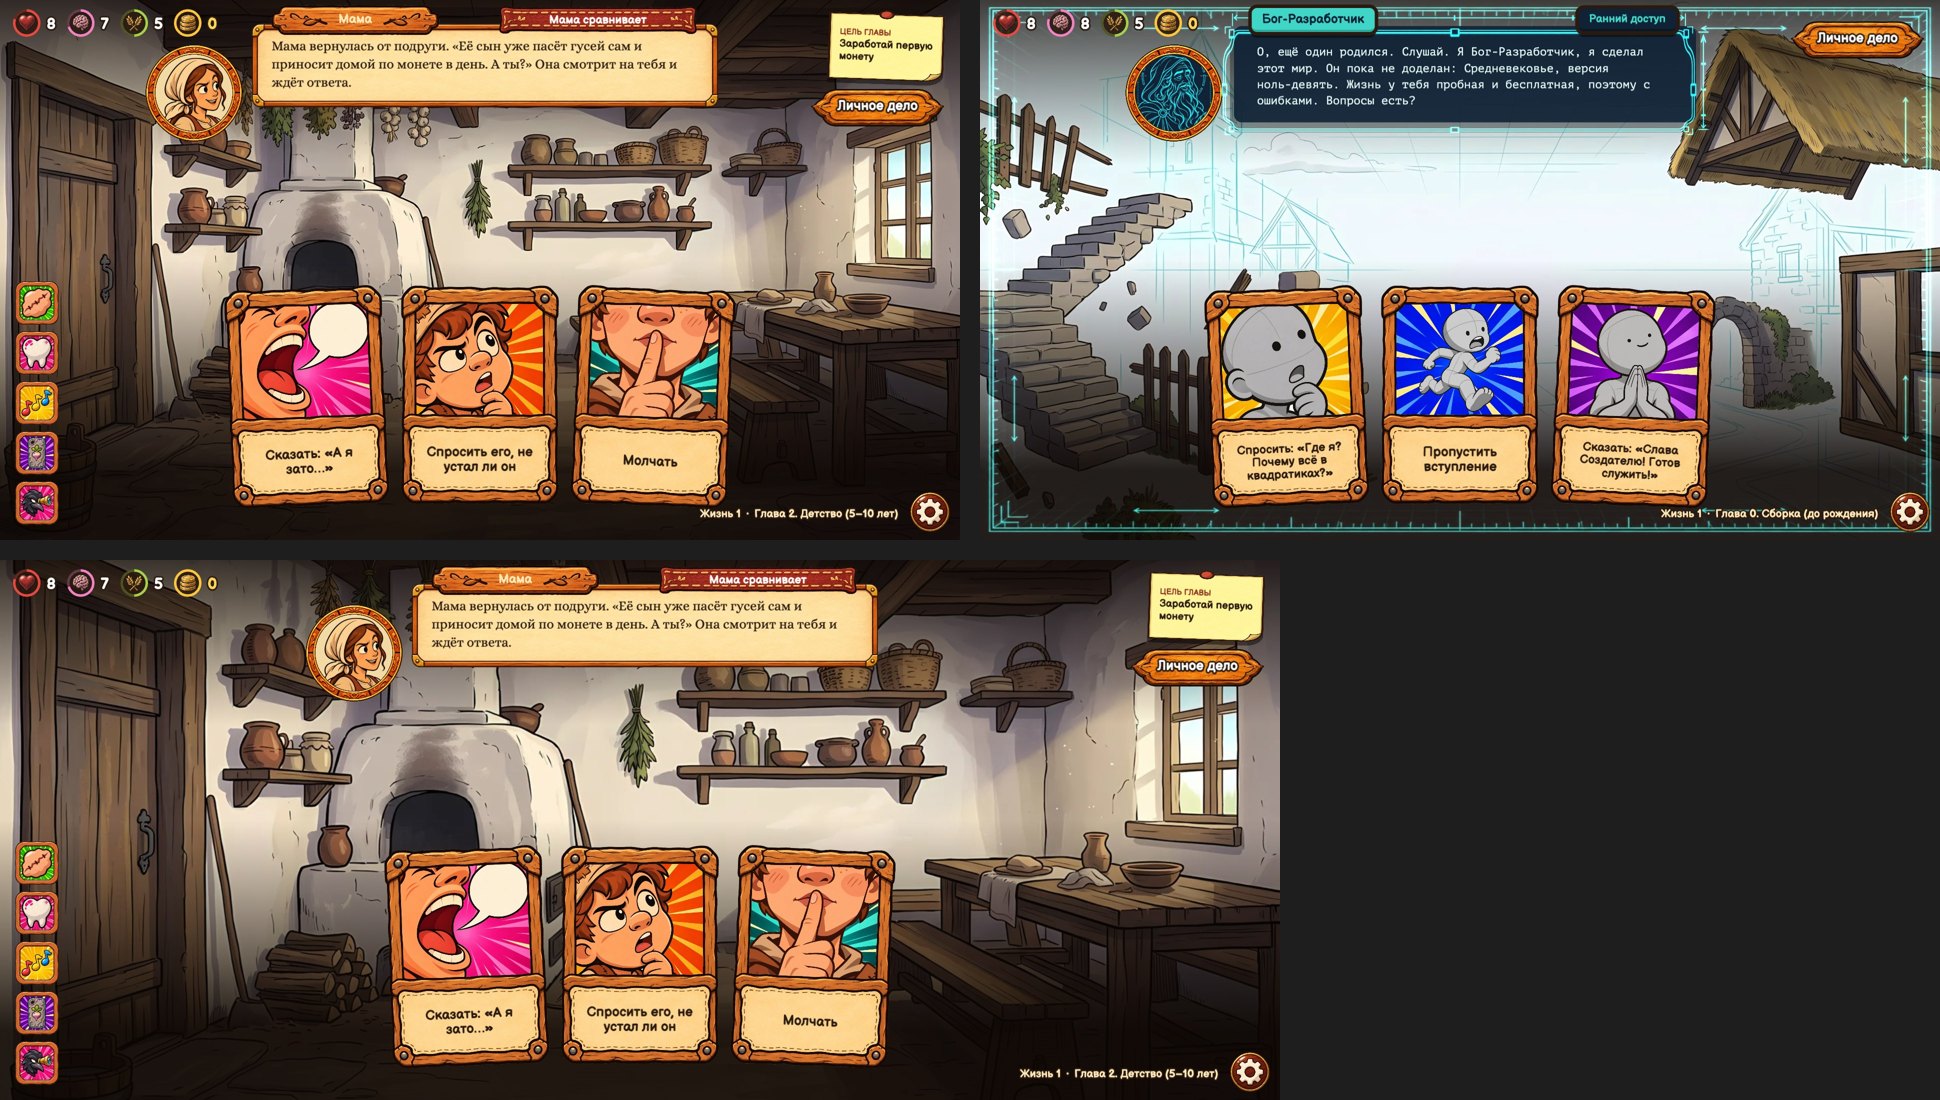 8 7 5 0
Мама
Мама сравнивает
Мама вернулась от подруги. «Её сын уже пасёт гусей сам и
приносит домой по монете в день. А ты?» Она смотрит на тебя и
ждёт ответа.
ЦЕЛЬ ГЛАВЫ
Заработай первую
монету
Личное дело
Сказать: «А я
зато...»
Спросить его, не
устал ли он
Молчать
Жизнь 1 · Глава 2. Детство (5–10 лет)
8 8 5 0
Бог-Разработчик
Ранний доступ
О, ещё один родился. Слушай. Я Бог-Разработчик, я сделал
этот мир. Он пока не доделан: Средневековье, версия
ноль-девять. Жизнь у тебя пробная и бесплатная, поэтому с
ошибками. Вопросы есть?
Личное дело
Спросить: «Где я?
Почему всё в
квадратиках?»
Пропустить
вступление
Сказать: «Слава
Создателю! Готов
служить!»
Жизнь 1 · Глава 0. Сборка (до рождения)
8 7 5 0
Мама
Мама сравнивает
Мама вернулась от подруги. «Её сын уже пасёт гусей сам и
приносит домой по монете в день. А ты?» Она смотрит на тебя и
ждёт ответа.
ЦЕЛЬ ГЛАВЫ
Заработай первую
монету
Личное дело
Сказать: «А я
зато...»
Спросить его, не
устал ли он
Молчать
Жизнь 1 · Глава 2. Детство (5–10 лет)